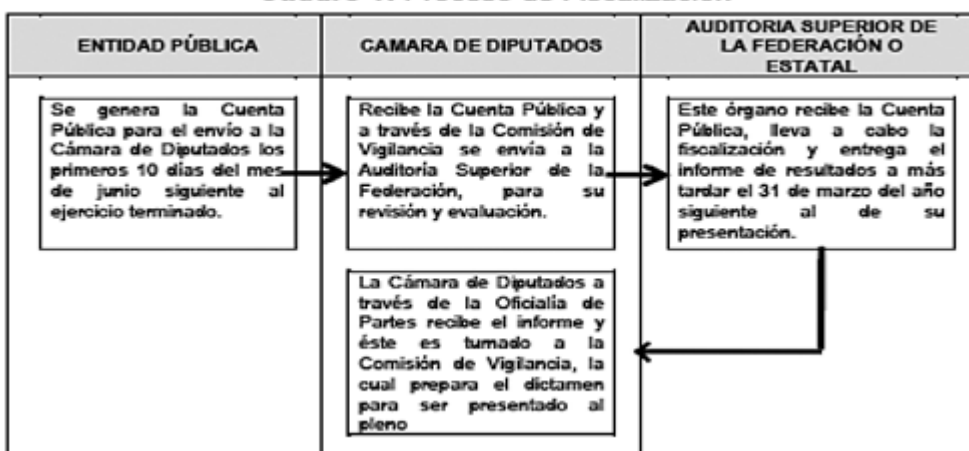 ENTIDAD PÚBLICA
CAMARA DE DIPUTADOS
AUDITORIA SUPERIOR DE
LA FEDERACIÓN O
ESTATAL
Se genera la Cuenta
Pública para el envío a la
Cámara de Diputados los
primeros 10 días del mes
de junio siguiente al
ejercicio terminado.
Recibe la Cuenta Pública y
a través de la Comisión de
Vigilancia se envía a la
Auditoría Superior de la
Federación, para su
revisión y evaluación.
Este órgano recibe la Cuenta
Pública, lleva a cabo la
fiscalización y entrega el
informe de resultados a más
tardar el 31 de marzo del año
siguiente al de su
presentación.
La Cámara de Diputados a
través de la Oficialía de
Partes recibe el informe y
éste es turnado a la
Comisión de Vigilancia, la
cual prepara el dictamen
para ser presentado al
pleno